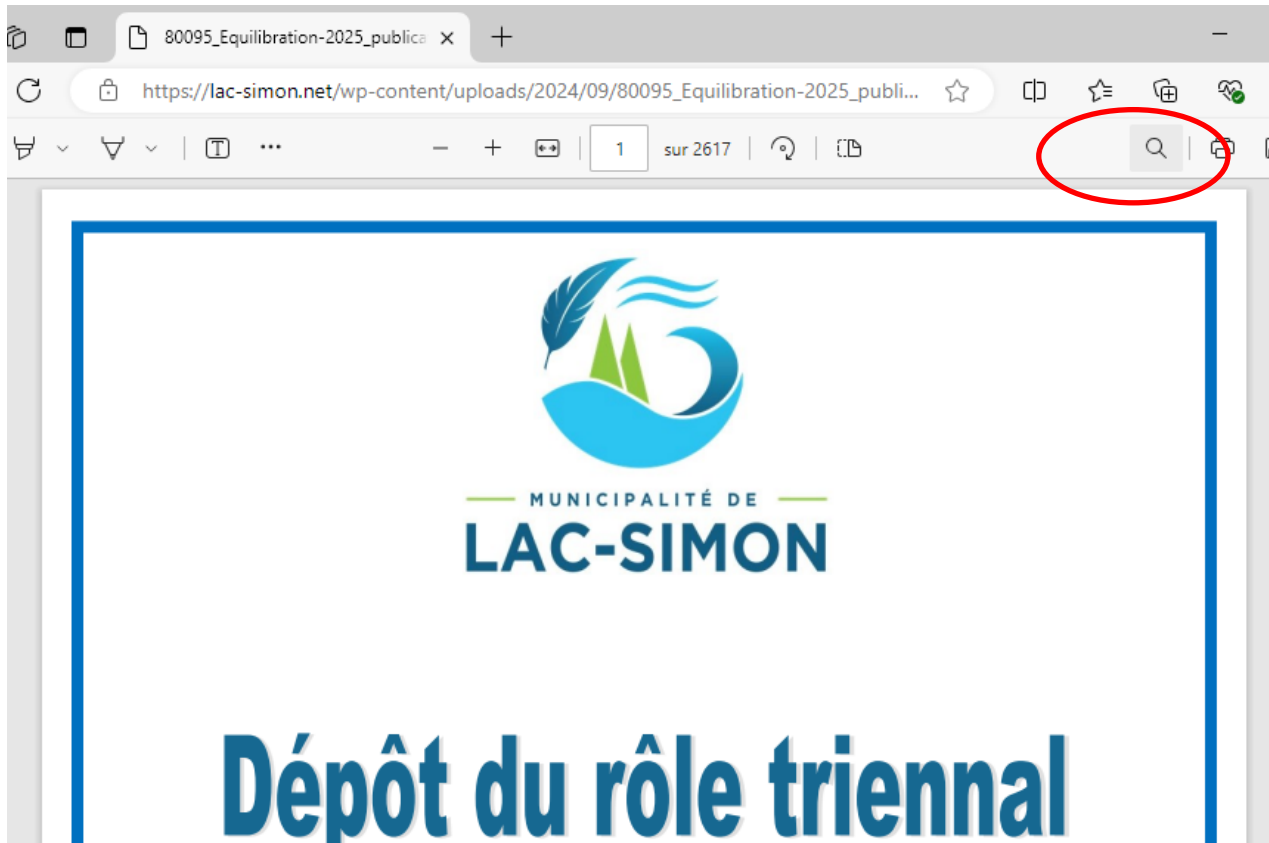 80095_Equilibration-2025_publica
https://lac-simon.net/wp-content/uploads/2024/09/80095_Equilibration-2025_publi...
1 sur 2617
MUNICIPALITÉ DE
LAC-SIMON
Dépôt du rôle triennal